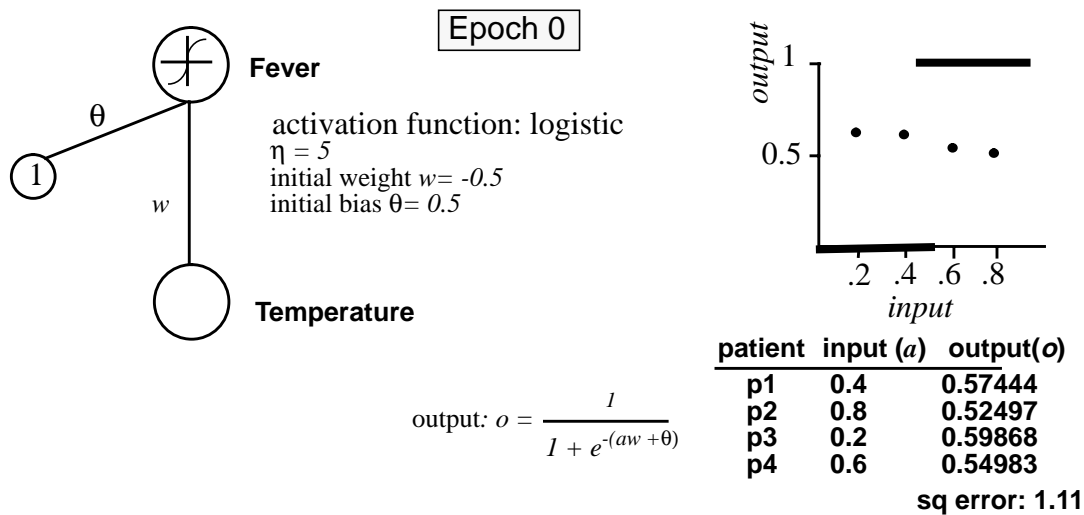 Epoch 0
Fever
θ
1
w
activation function: logistic
η = 5
initial weight w= -0.5
initial bias θ= 0.5
Temperature
output: o = 1
1 + e-(aw +θ)
output
1
0.5
.2 .4 .6 .8
input
patient input (a) output(o)
p1 0.4 0.57444
p2 0.8 0.52497
p3 0.2 0.59868
p4 0.6 0.54983
sq error: 1.11